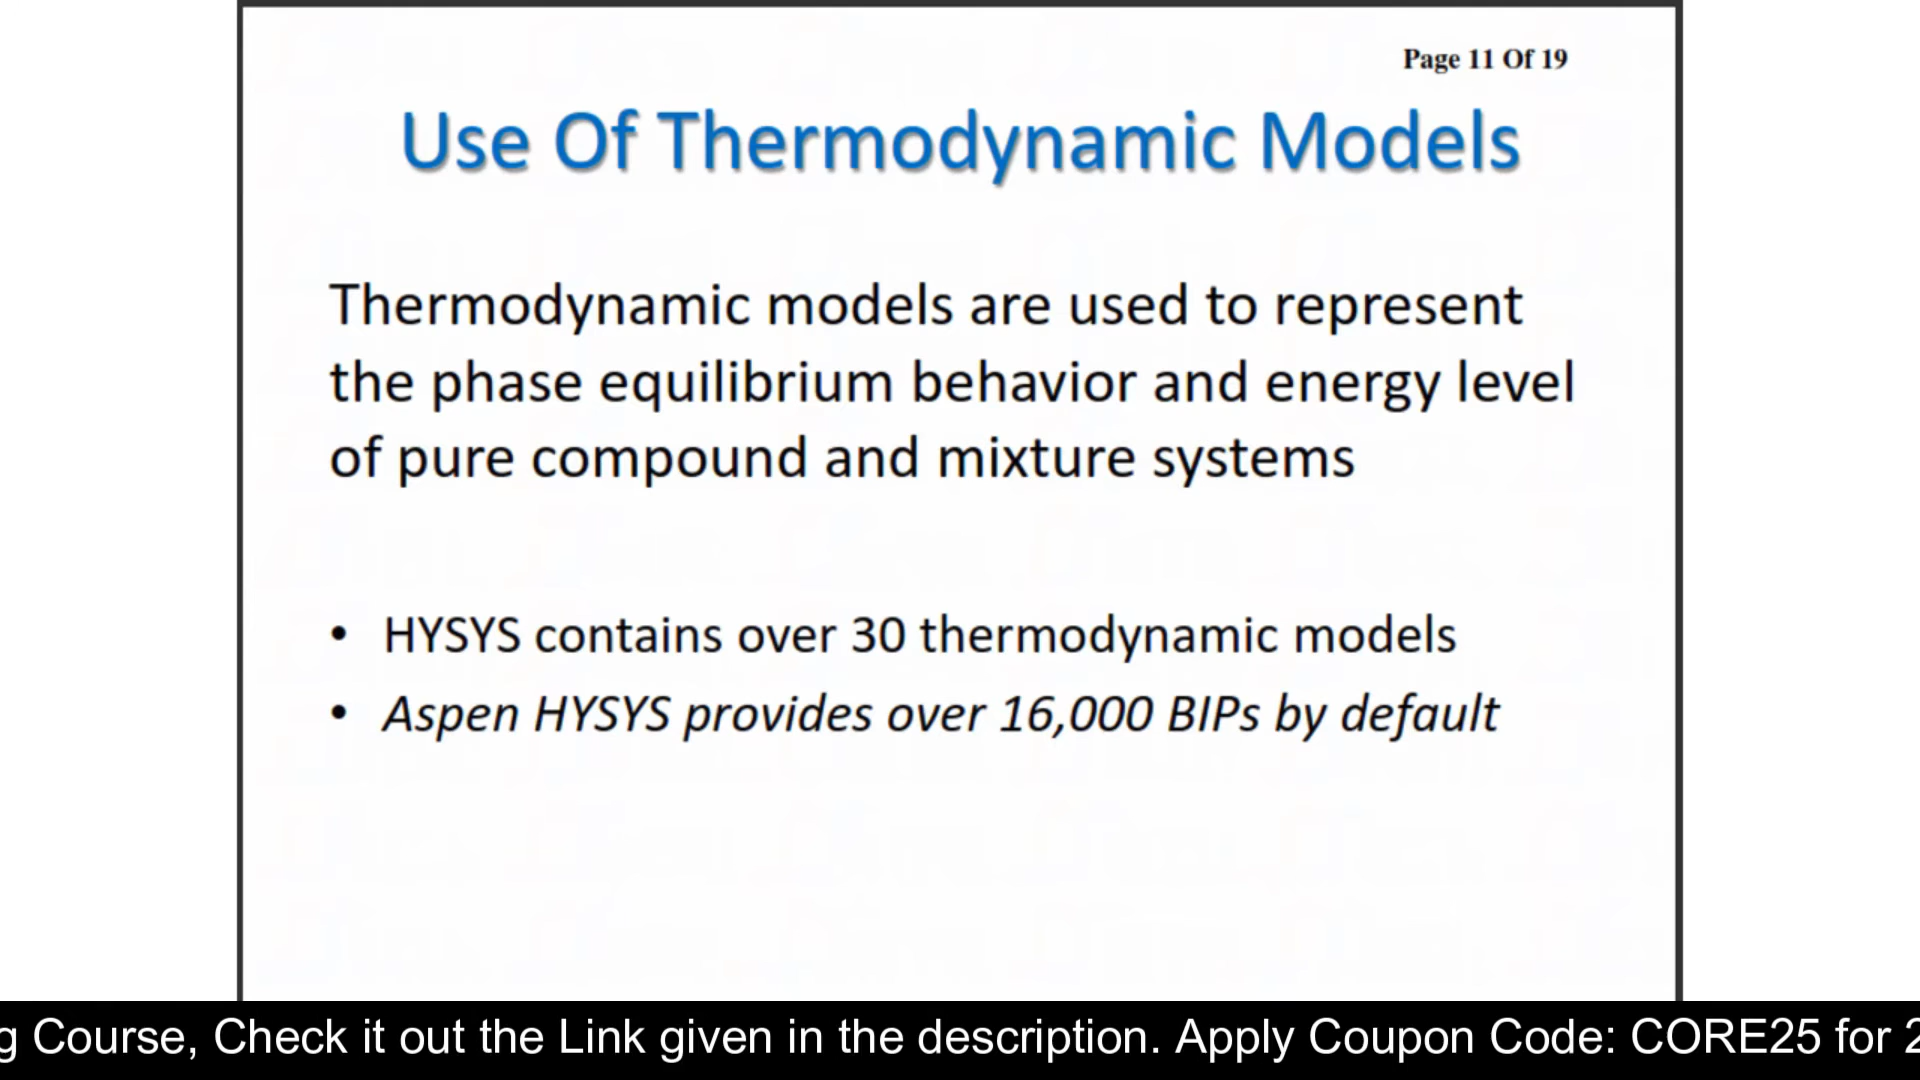 Page 11 Of 19
Use Of Thermodynamic Models
Thermodynamic models are used to represent
the phase equilibrium behavior and energy level
of pure compound and mixture systems
• HYSYS contains over 30 thermodynamic models
• Aspen HYSYS provides over 16,000 BIPs by default
g Course, Check it out the Link given in the description. Apply Coupon Code: CORE25 for 2